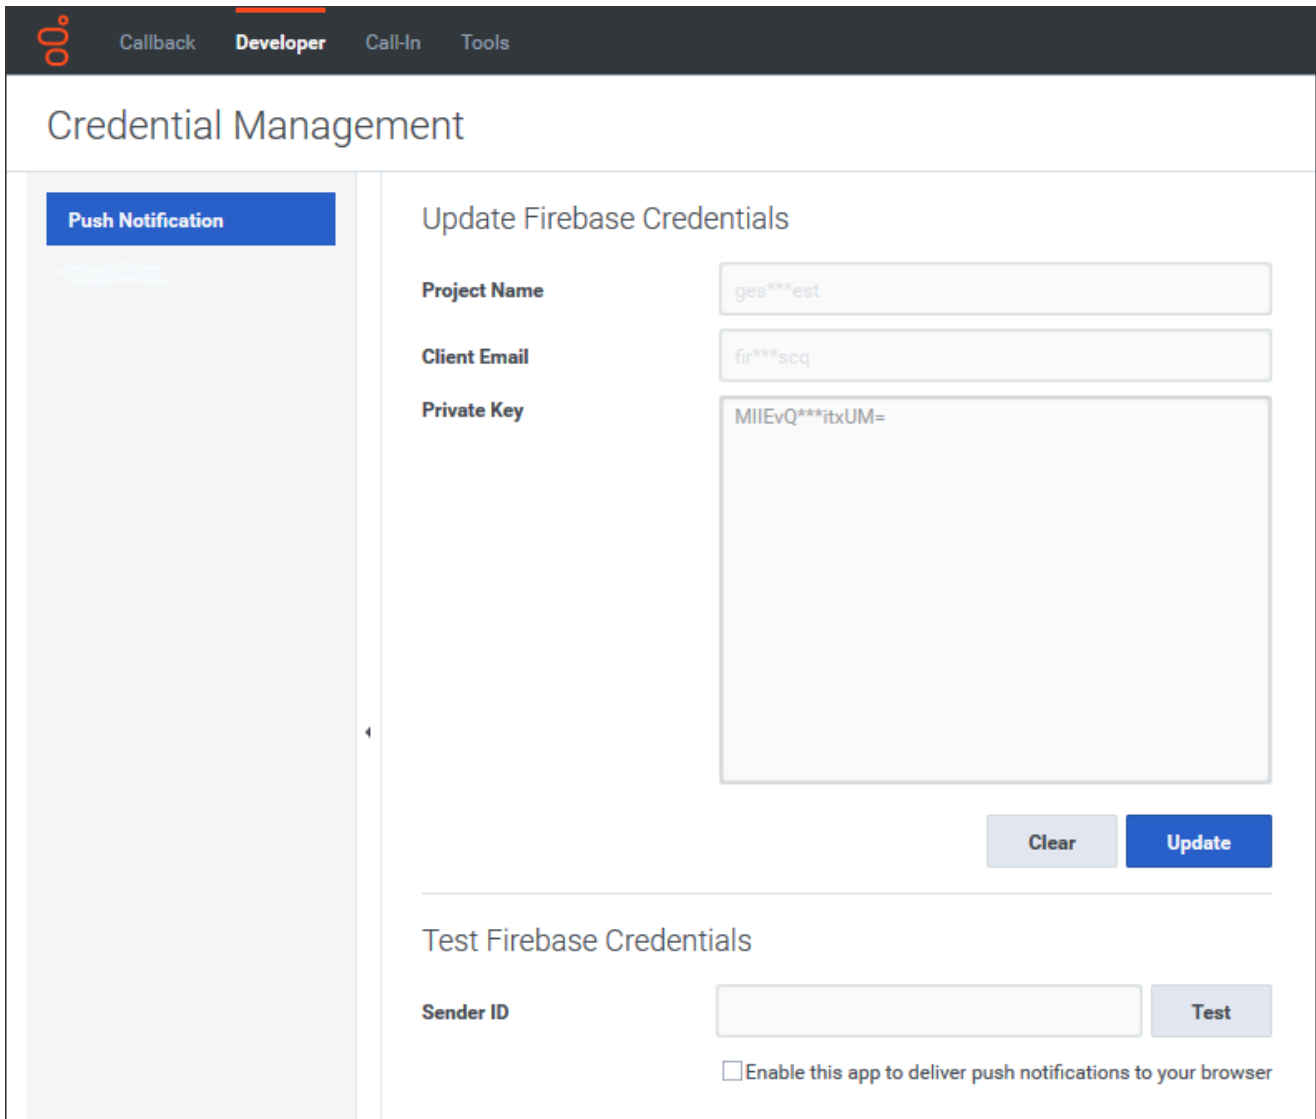 Callback Developer Call-In Tools
Credential Management
Push Notification
Update Firebase Credentials
Project Name ges***est
Client Email fir***scq
Private Key MIIEvQ***itxUM=
Clear Update
Test Firebase Credentials
Sender ID Test
Enable this app to deliver push notifications to your browser